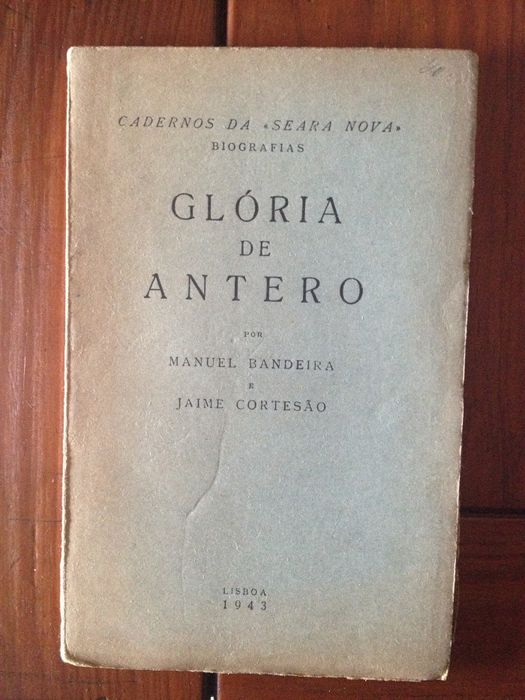 CADERNOS DA «SEARA NOVA»
BIOGRAFIAS
GLÓRIA
DE
ANTERO
POR
MANUEL BANDEIRA
E
JAIME CORTESÃO
LISBOA
1943